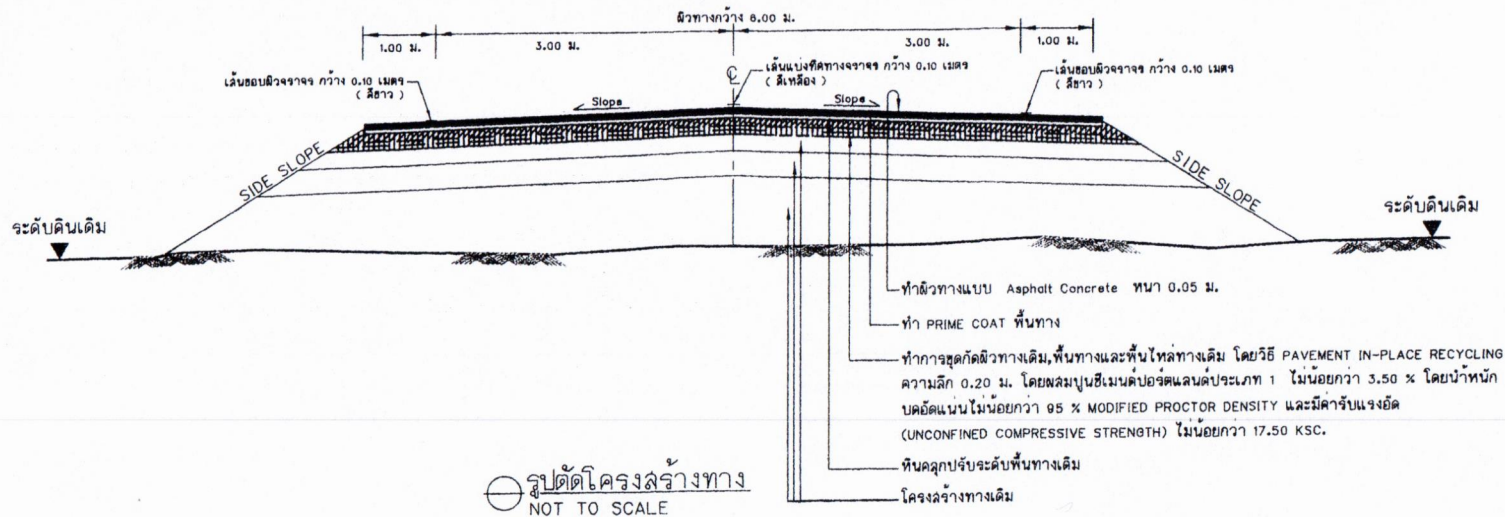 ผิวทางกว้าง 6.00 ม.
1.00 ม.
3.00 ม.
3.00 ม.
1.00 ม.
เส้นขอบผิวจราจร กว้าง 0.10 เมตร
( สีขาว )
เส้นแบ่งทิศทางจราจร กว้าง 0.10 เมตร
( สีเหลือง )
เส้นขอบผิวจราจร กว้าง 0.10 เมตร
( สีขาว )
Slope
Slope
SIDE SLOPE
SIDE SLOPE
ระดับดินเดิม
ระดับดินเดิม
ทำผิวทางแบบ Asphalt Concrete หนา 0.05 ม.
ทำ PRIME COAT พื้นทาง
ทำการขุดกัดผิวทางเดิม,พื้นทางและพื้นไหล่ทางเดิม โดยวิธี PAVEMENT IN-PLACE RECYCLING
ความลึก 0.20 ม. โดยผสมปูนซีเมนต์ปอร์ตแลนด์ประเภท 1 ไม่น้อยกว่า 3.50 % โดยน้ำหนัก
บดอัดแน่นไม่น้อยกว่า 95 % MODIFIED PROCTOR DENSITY และมีค่ารับแรงอัด
(UNCONFINED COMPRESSIVE STRENGTH) ไม่น้อยกว่า 17.50 KSC.
หินคลุกปรับระดับพื้นทางเดิม
โครงสร้างทางเดิม
รูปตัดโครงสร้างทาง
NOT TO SCALE